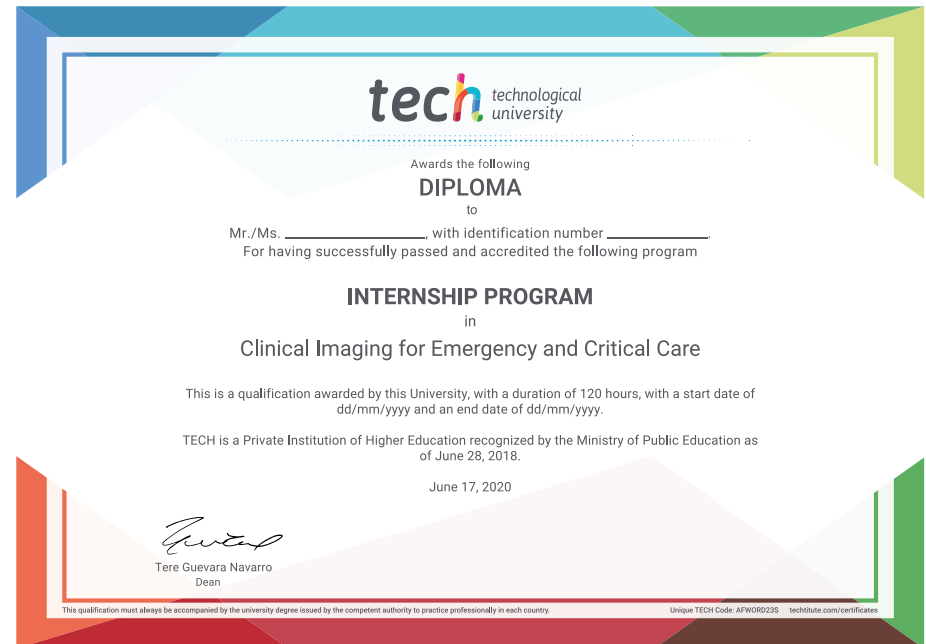 tech technological
university
Awards the following
DIPLOMA
to
Mr./Ms. ____________________, with identification number ______________.
For having successfully passed and accredited the following program
INTERNSHIP PROGRAM
in
Clinical Imaging for Emergency and Critical Care
This is a qualification awarded by this University, with a duration of 120 hours, with a start date of
dd/mm/yyyy and an end date of dd/mm/yyyy.
TECH is a Private Institution of Higher Education recognized by the Ministry of Public Education as
of June 28, 2018.
June 17, 2020
Tere Guevara Navarro
Dean
This qualification must always be accompanied by the university degree issued by the competent authority to practice professionally in each country.
Unique TECH Code: AFWORD23S techtitute.com/certificates